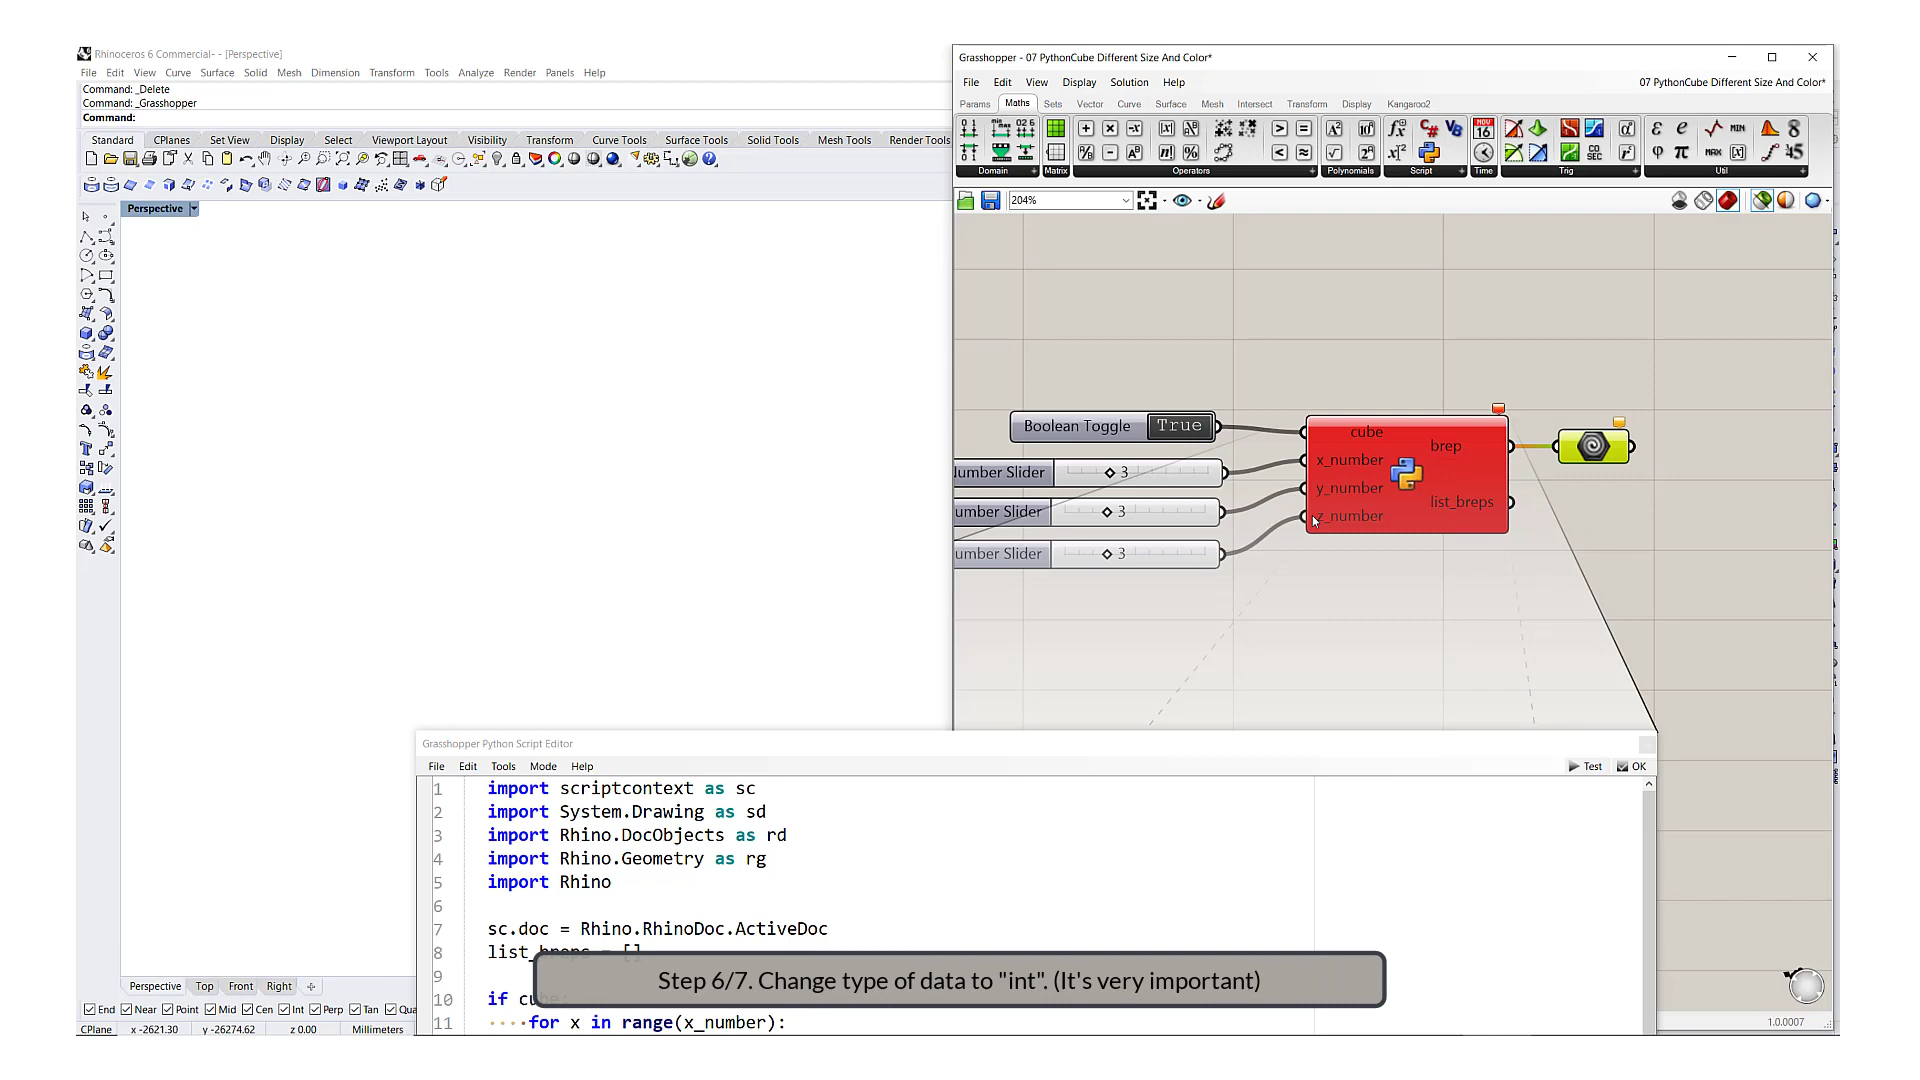 Rhinoceros 6 Commercial- - [Perspective]
File Edit View Curve Surface Solid Mesh Dimension Transform Tools Analyze Render Panels Help
Command: _Delete
Command: _Grasshopper
Command:
Standard CPlanes Set View Display Select Viewport Layout Visibility Transform Curve Tools Surface Tools Solid Tools Mesh Tools Render Tools
Perspective
Grasshopper - 07 PythonCube Different Size And Color*
File Edit View Display Solution Help
07 PythonCube Different Size And Color*
Params Maths Sets Vector Curve Surface Mesh Intersect Transform Display Kangaroo2
Domain Matrix Operators Polynomials Script Time Trig Util
204%
Boolean Toggle True
umber Slider 3
umber Slider 3
umber Slider 3
cube
x_number
y_number
z_number
brep
list_breps
Grasshopper Python Script Editor
File Edit Tools Mode Help
Test OK
1 import scriptcontext as sc
2 import System.Drawing as sd
3 import Rhino.DocObjects as rd
4 import Rhino.Geometry as rg
5 import Rhino
6
7 sc.doc = Rhino.RhinoDoc.ActiveDoc
8 list_breps = []
9
10 if cube:
11 ····for x in range(x_number):
Step 6/7. Change type of data to "int". (It's very important)
Perspective Top Front Right
End Near Point Mid Cen Int Perp Tan Qua
CPlane x -2621.30 y -26274.62 z 0.00 Millimeters
1.0.0007